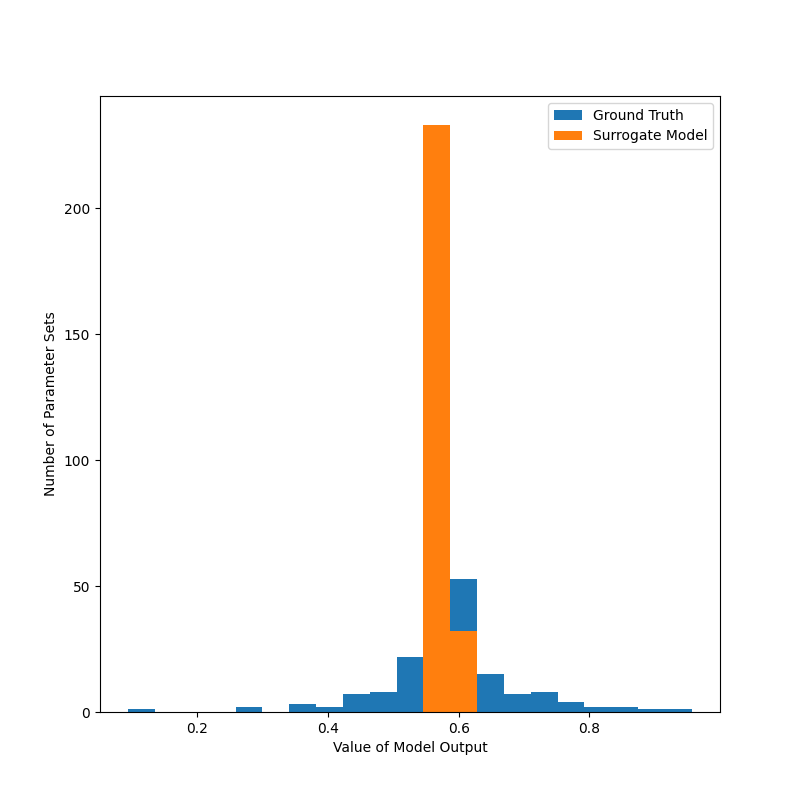 Ground Truth
Surrogate Model
200
150
100
50
0
0.2 0.4 0.6 0.8
Number of Parameter Sets
Value of Model Output